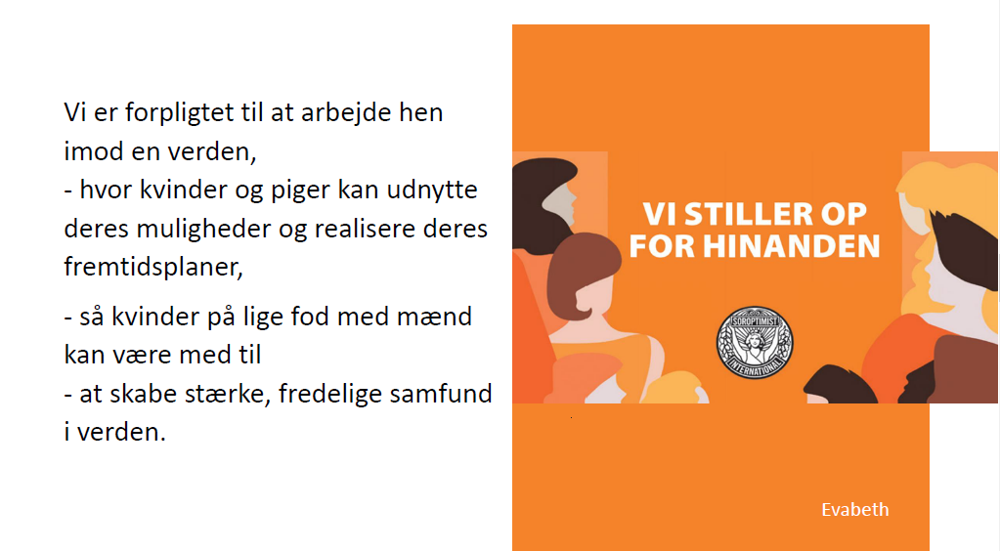 Vi er forpligtet til at arbejde hen
imod en verden,
- hvor kvinder og piger kan udnytte
deres muligheder og realisere deres
fremtidsplaner,
- så kvinder på lige fod med mænd
kan være med til
- at skabe stærke, fredelige samfund
i verden.
VI STILLER OP
FOR HINANDEN
SOROPTIMIST
INTERNATIONAL
Evabeth